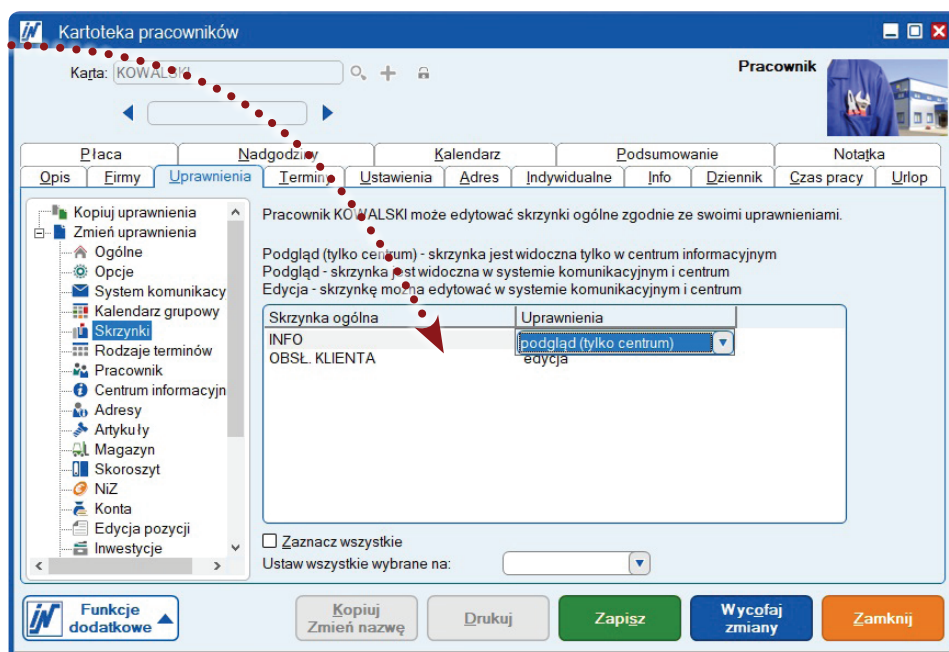 Kartoteka pracowników
Karta: KOWALSKI
Pracownik
Płaca Nadgodziny Kalendarz Podsumowanie Notatka
Opis Firmy Uprawnienia Terminy Ustawienia Adres Indywidualne Info Dziennik Czas pracy Urlop
Kopiuj uprawnienia
Zmień uprawnienia
Ogólne
Opcje
System komunikacy
Kalendarz grupowy
Skrzynki
Rodzaje terminów
Pracownik
Centrum informacyjn
Adresy
Artykuły
Magazyn
Skoroszyt
NiZ
Konta
Edycja pozycji
Inwestycje
Pracownik KOWALSKI może edytować skrzynki ogólne zgodnie ze swoimi uprawnieniami.
Podgląd (tylko centrum) - skrzynka jest widoczna tylko w centrum informacyjnym
Podgląd - skrzynka jest widoczna w systemie komunikacyjnym i centrum
Edycja - skrzynkę można edytować w systemie komunikacyjnym i centrum
Skrzynka ogólna Uprawnienia
INFO podgląd (tylko centrum)
OBSŁ. KLIENTA edycja
Zaznacz wszystkie
Ustaw wszystkie wybrane na:
Funkcje
dodatkowe
Kopiuj
Zmień nazwę
Drukuj
Zapisz
Wycofaj
zmiany
Zamknij